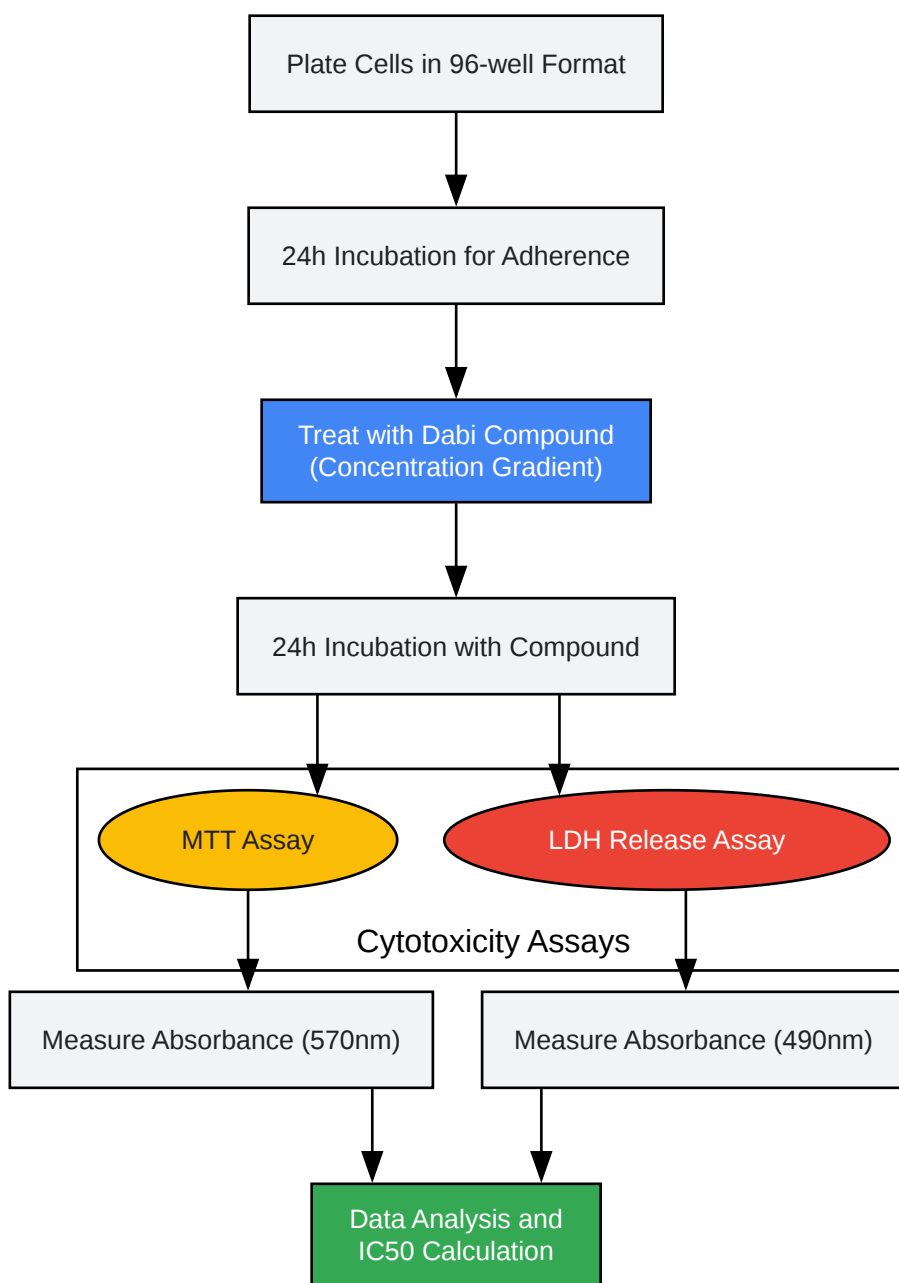 Plate Cells in 96-well Format
24h Incubation for Adherence
Treat with Dabi Compound
(Concentration Gradient)
24h Incubation with Compound
MTT Assay
LDH Release Assay
Cytotoxicity Assays
Measure Absorbance (570nm)
Measure Absorbance (490nm)
Data Analysis and
IC50 Calculation